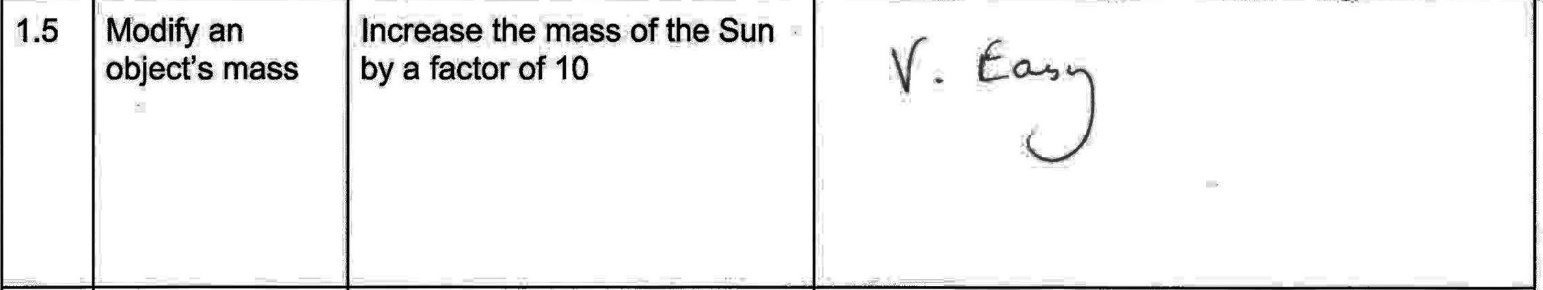 1.5
Modify an
object's mass
Increase the mass of the Sun
by a factor of 10
V. Easy